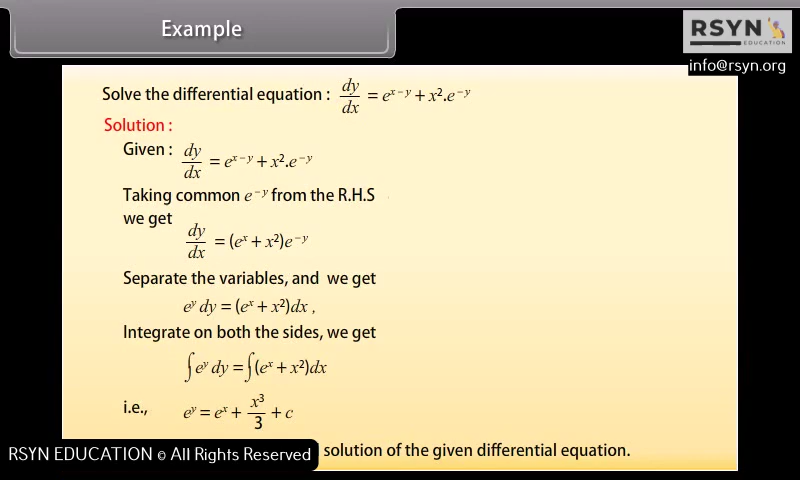 Example
RSYN
EDUCATION
info@rsyn.org
Solve the differential equation : dy/dx = e^(x – y) + x².e^(– y)
Solution :
Given : dy/dx = e^(x – y) + x².e^(– y)
Taking common e^(– y) from the R.H.S
we get
dy/dx = (e^x + x²)e^(– y)
Separate the variables, and we get
e^y dy = (e^x + x²)dx ,
Integrate on both the sides, we get
∫ e^y dy = ∫ (e^x + x²)dx
i.e., e^y = e^x + x³/3 + c
RSYN EDUCATION © All Rights Reserved
solution of the given differential equation.